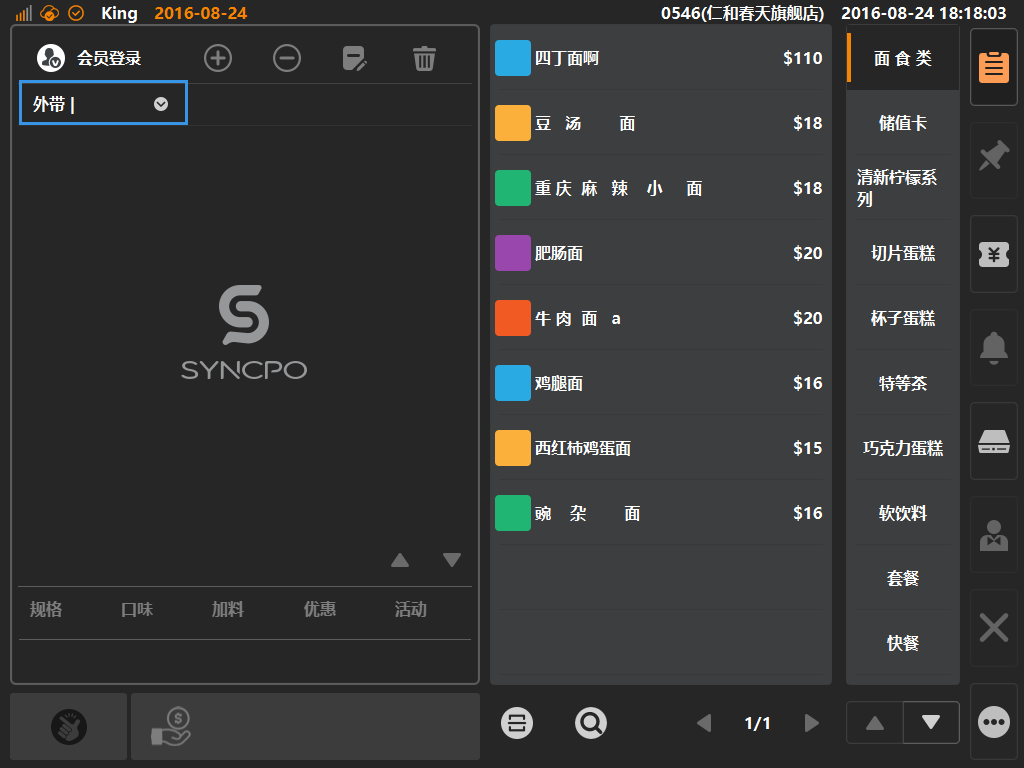 King 2016-08-24 0546(仁和春天旗舰店) 2016-08-24 18:18:03
会员登录
外带 |
SYNCPO
规格 口味 加料 优惠 活动
四丁面啊 $110
豆 汤 面 $18
重 庆 麻 辣 小 面 $18
肥肠面 $20
牛 肉 面 a $20
鸡腿面 $16
西红柿鸡蛋面 $15
豌 杂 面 $16
1/1
面 食 类
储值卡
清新柠檬系
列
切片蛋糕
杯子蛋糕
特等茶
巧克力蛋糕
软饮料
套餐
快餐